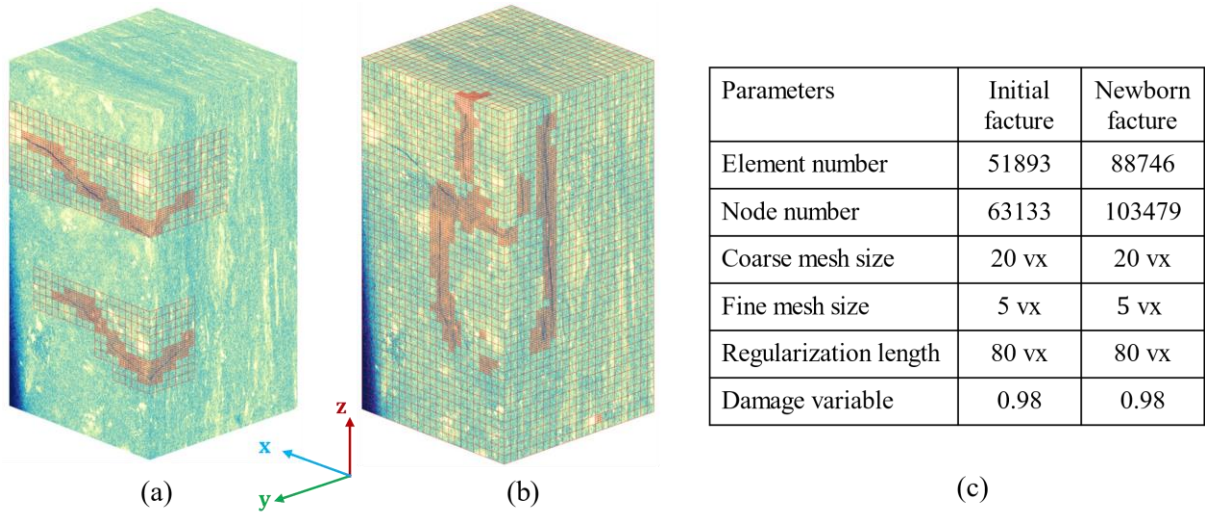 z
x
y
(a)
(b)
Parameters Initial facture Newborn facture
Element number 51893 88746
Node number 63133 103479
Coarse mesh size 20 vx 20 vx
Fine mesh size 5 vx 5 vx
Regularization length 80 vx 80 vx
Damage variable 0.98 0.98
(c)